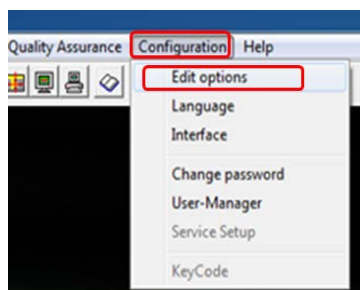 Quality Assurance Configuration Help
Edit options
Language
Interface
Change password
User-Manager
Service Setup
KeyCode